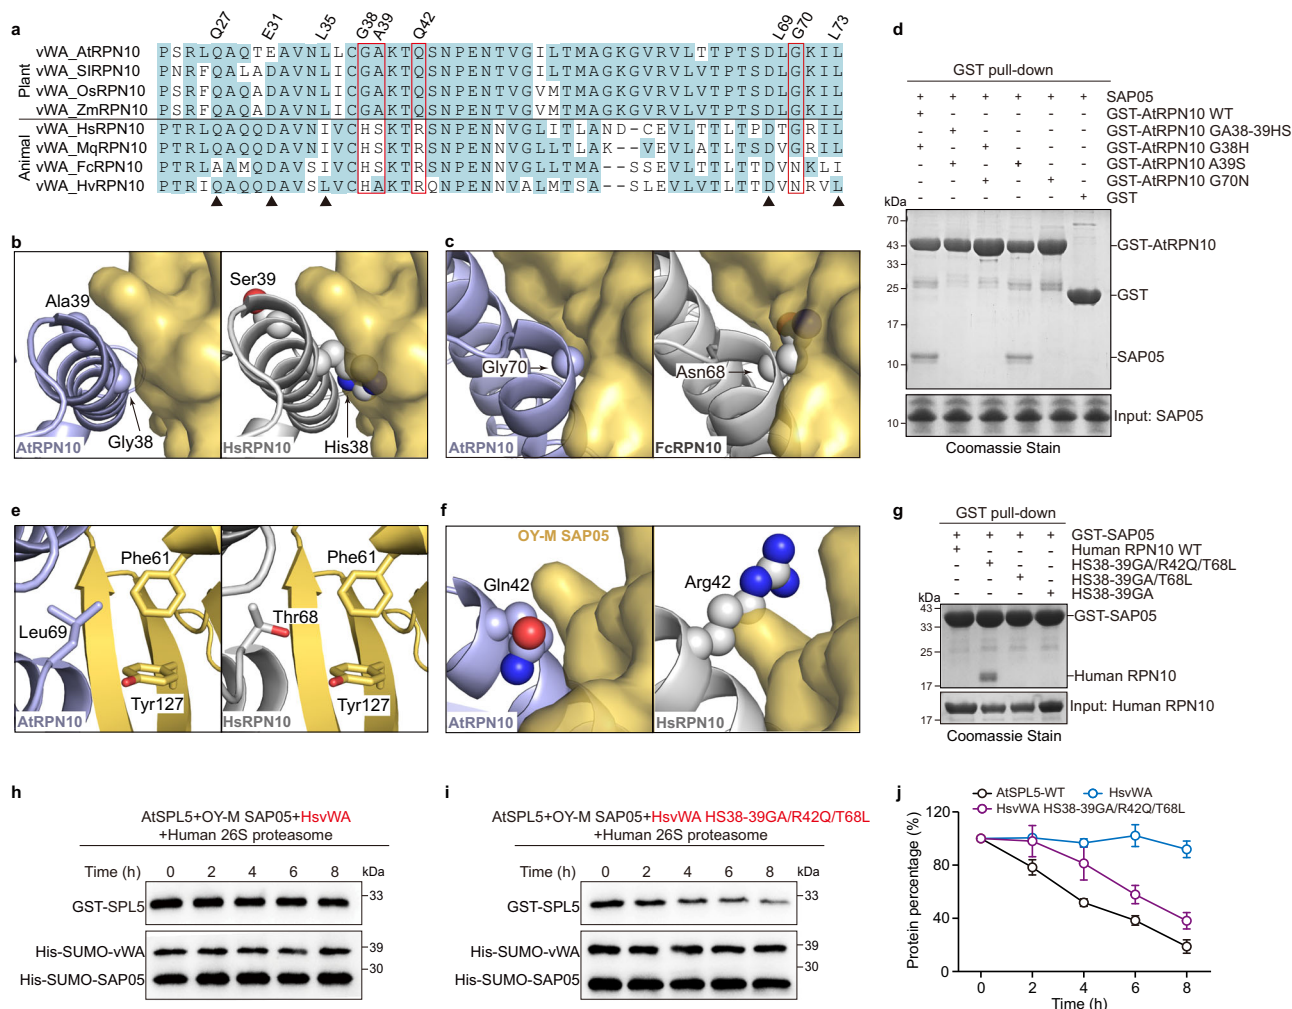 a
Q27 E31 L35 G38 A39 Q42 L69 G70 L73
Plant
vWA_AtRPN10 PSRLQAQTEAVNLLCGAKTQSNPENTVGILTMAGKGVRVLTTPTSDLGKIL
vWA_SlRPN10 PNRFQALADAVNLICGAKTQSNPENTVGILTMAGKGVRVLVTPTSDLGKIL
vWA_OsRPN10 PSRFQAQADAVNLICGAKTQSNPENTVGVMTMAGKGVRVLVTPTSDLGKIL
vWA_ZmRPN10 PSRFQAQADAVNLICGAKTQSNPENTVGVMTMAGKGVRVLVTPTSDLGKIL
Animal
vWA_HsRPN10 PTRLQAQQDAVNIVCHSKTRSNPENNVGLITLAND-CEVLTTLTPDTGRIL
vWA_MqRPN10 PTRLQAQQDAVNIVCHSKTRSNPENNVGLLTLAK--VEVLATLTSDVGRIL
vWA_FcRPN10 PTRLAAMQDAVNIICHSKTRSNPENNVGLLTMA--SSEVLVTLTTDVNKLI
vWA_HvRPN10 PTRIQAQQDAVSLVCHAKTRQNPENNVALMTSA--SLEVLVTLTTDVNRVL
b
Ala39
Gly38
AtRPN10
Ser39
His38
HsRPN10
c
Gly70
AtRPN10
Asn68
FcRPN10
d
GST pull-down
+ + + + + + SAP05
+ - - - - - GST-AtRPN10 WT
- + - - - - GST-AtRPN10 GA38-39HS
- - + - - - GST-AtRPN10 G38H
- - - + - - GST-AtRPN10 A39S
- - - - + - GST-AtRPN10 G70N
- - - - - + GST
kDa
70
43
33
25
17
10
GST-AtRPN10
GST
SAP05
10
Input: SAP05
Coomassie Stain
e
Phe61
Leu69
Tyr127
AtRPN10
Phe61
Thr68
Tyr127
HsRPN10
f
OY-M SAP05
Gln42
AtRPN10
Arg42
HsRPN10
g
GST pull-down
+ + + + GST-SAP05
+ - - - Human RPN10 WT
- + - - HS38-39GA/R42Q/T68L
- - + - HS38-39GA/T68L
- - - + HS38-39GA
kDa
43
33
25
17
GST-SAP05
Human RPN10
17
Input: Human RPN10
Coomassie Stain
h
AtSPL5+OY-M SAP05+HsvWA
+Human 26S proteasome
Time (h) 0 2 4 6 8 kDa
GST-SPL5
33
His-SUMO-vWA
39
30
His-SUMO-SAP05
i
AtSPL5+OY-M SAP05+HsvWA HS38-39GA/R42Q/T68L
+Human 26S proteasome
Time (h) 0 2 4 6 8 kDa
GST-SPL5
33
His-SUMO-vWA
39
30
His-SUMO-SAP05
j
AtSPL5-WT HsvWA
HsvWA HS38-39GA/R42Q/T68L
Protein percentage (%)
120
80
40
0
0 2 4 6 8
Time (h)